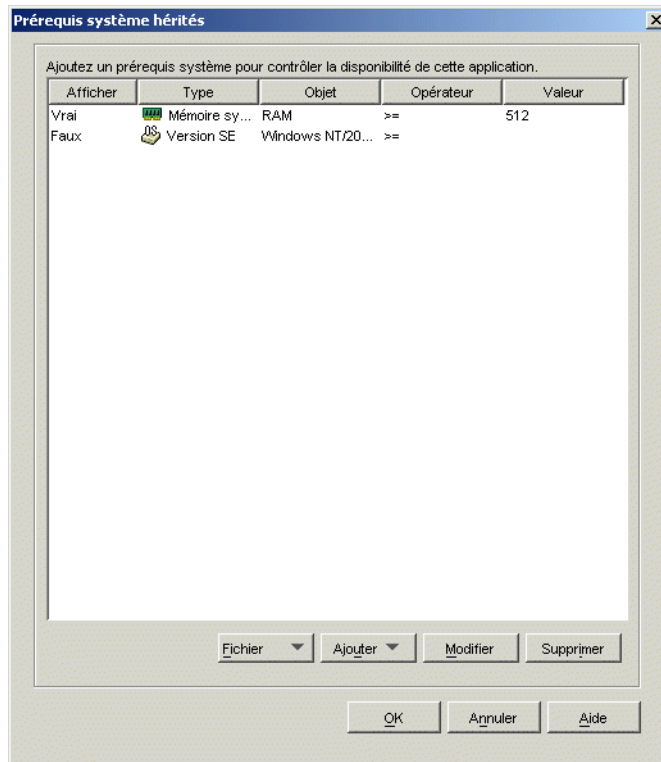 Prérequis système hérités
Ajoutez un prérequis système pour contrôler la disponibilité de cette application.
Afficher Type Objet Opérateur Valeur
Vrai Mémoire sy... RAM >= 512
Faux OS Version SE Windows NT/20... >=
Fichier Ajouter Modifier Supprimer
OK Annuler Aide